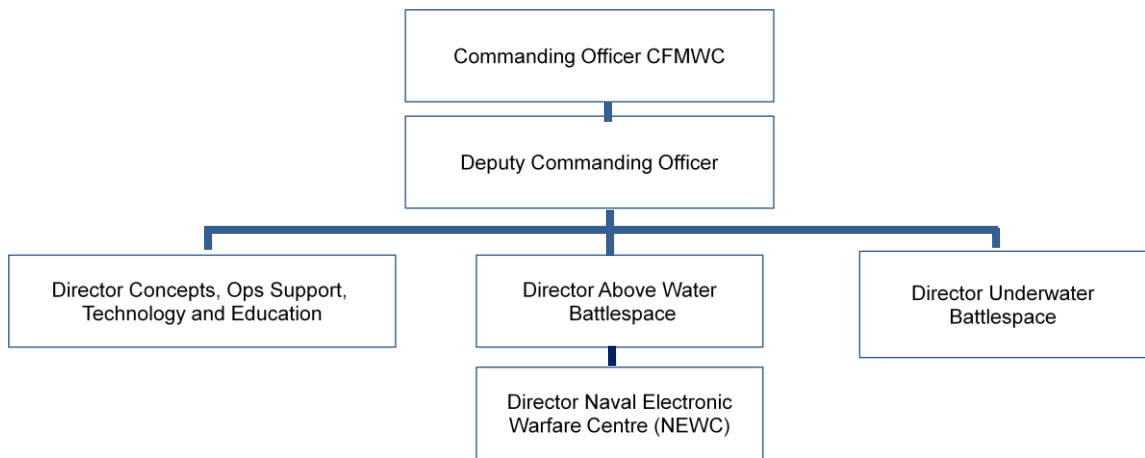 Commanding Officer CFMWC
Deputy Commanding Officer
Director Concepts, Ops Support,
Technology and Education
Director Above Water
Battlespace
Director Underwater
Battlespace
Director Naval Electronic
Warfare Centre (NEWC)